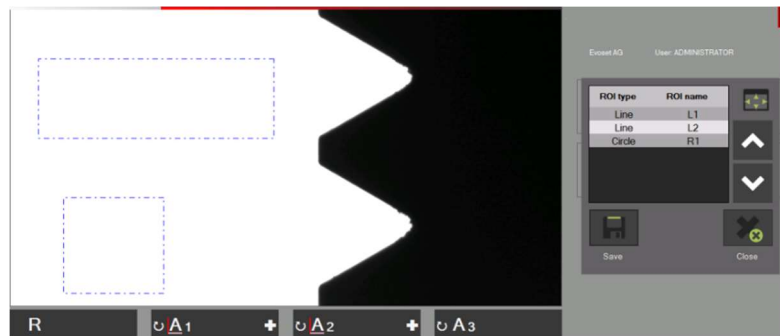 Evoset AG User: ADMINISTRATOR
ROI type ROI name
Line L1
Line L2
Circle R1
Save Close
R A1 A2 A3